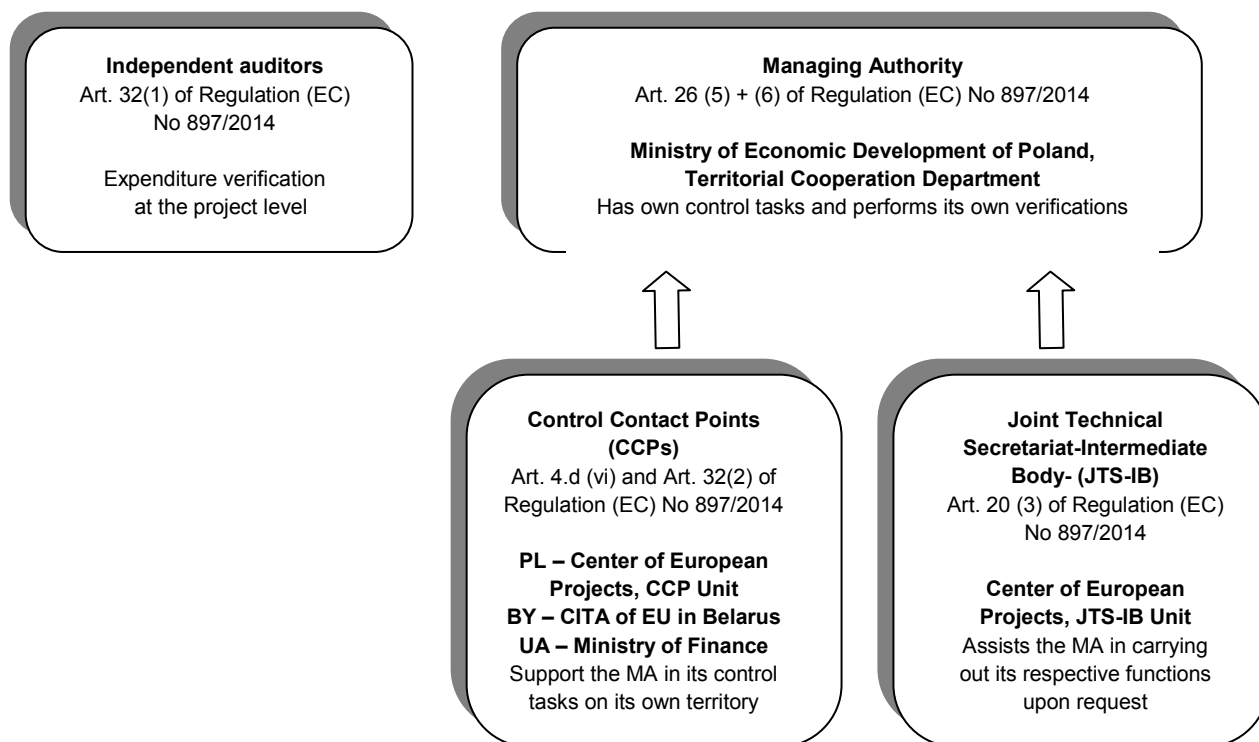 Independent auditors
Art. 32(1) of Regulation (EC)
No 897/2014
Expenditure verification
at the project level
Managing Authority
Art. 26 (5) + (6) of Regulation (EC) No 897/2014
Ministry of Economic Development of Poland,
Territorial Cooperation Department
Has own control tasks and performs its own verifications
Control Contact Points
(CCPs)
Art. 4.d (vi) and Art. 32(2) of
Regulation (EC) No 897/2014
PL – Center of European
Projects, CCP Unit
BY – CITA of EU in Belarus
UA – Ministry of Finance
Support the MA in its control
tasks on its own territory
Joint Technical
Secretariat-Intermediate
Body- (JTS-IB)
Art. 20 (3) of Regulation (EC)
No 897/2014
Center of European
Projects, JTS-IB Unit
Assists the MA in carrying
out its respective functions
upon request